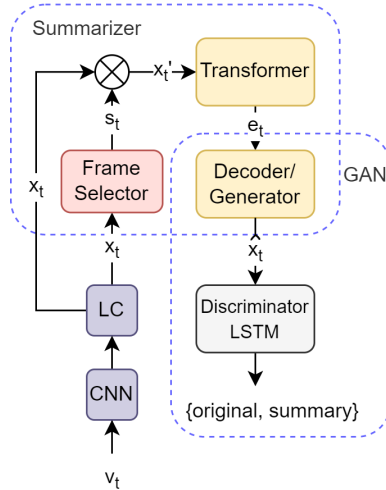 Summarizer
x_t'
Transformer
s_t
e_t
x_t
Frame
Selector
Decoder/
Generator
GAN
x_t
x̂_t
LC
Discriminator
LSTM
CNN
{original, summary}
v_t